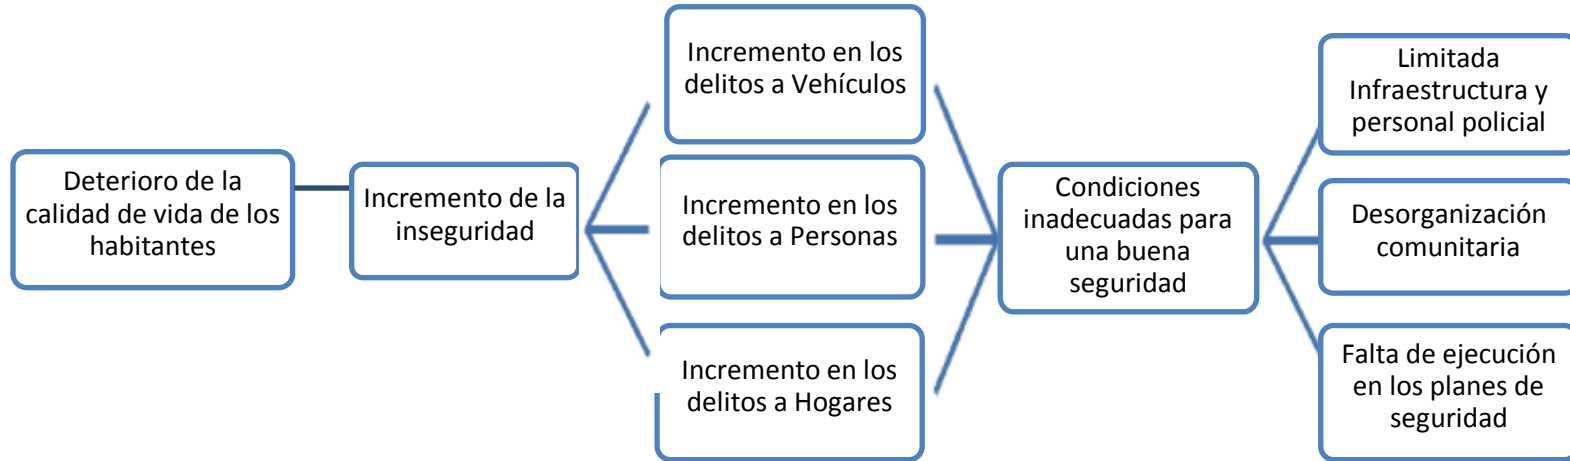 Deterioro de la
calidad de vida de los
habitantes
Incremento de la
inseguridad
Incremento en los
delitos a Vehículos
Incremento en los
delitos a Personas
Incremento en los
delitos a Hogares
Condiciones
inadecuadas para
una buena
seguridad
Limitada
Infraestructura y
personal policial
Desorganización
comunitaria
Falta de ejecución
en los planes de
seguridad